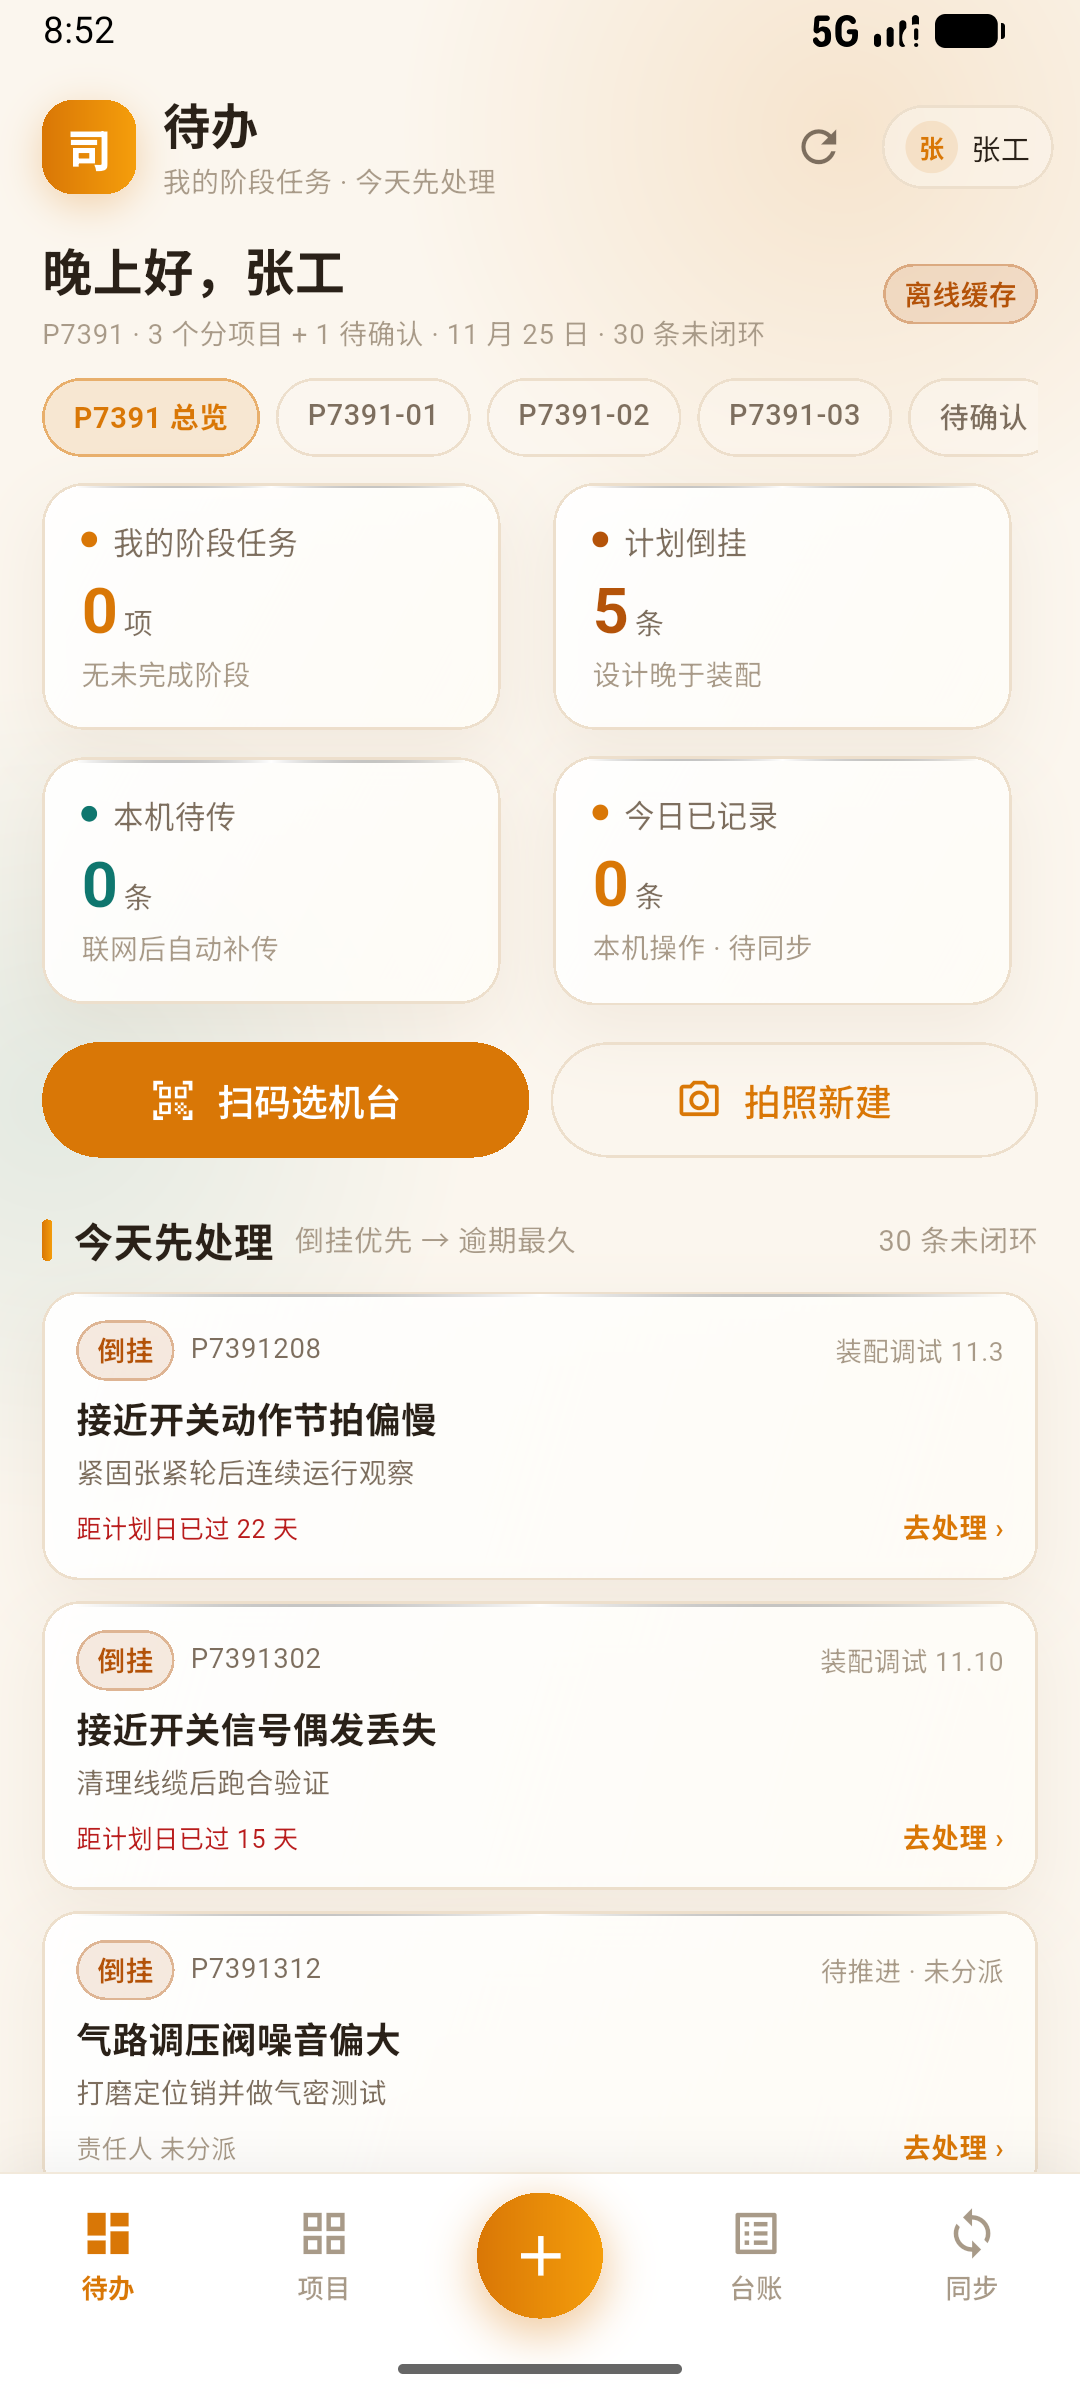 8:52
5G
司
待办
我的阶段任务 · 今天先处理
张
张工
晚上好，张工
P7391 · 3 个分项目 + 1 待确认 · 11 月 25 日 · 30 条未闭环
离线缓存
P7391 总览
P7391-01
P7391-02
P7391-03
待确认
我的阶段任务
0 项
无未完成阶段
计划倒挂
5 条
设计晚于装配
本机待传
0 条
联网后自动补传
今日已记录
0 条
本机操作 · 待同步
扫码选机台
拍照新建
今天先处理
倒挂优先 → 逾期最久
30 条未闭环
倒挂
P7391208
装配调试 11.3
接近开关动作节拍偏慢
紧固张紧轮后连续运行观察
距计划日已过 22 天
去处理 ›
倒挂
P7391302
装配调试 11.10
接近开关信号偶发丢失
清理线缆后跑合验证
距计划日已过 15 天
去处理 ›
倒挂
P7391312
待推进 · 未分派
气路调压阀噪音偏大
打磨定位销并做气密测试
责任人 未分派
去处理 ›
待办
项目
台账
同步